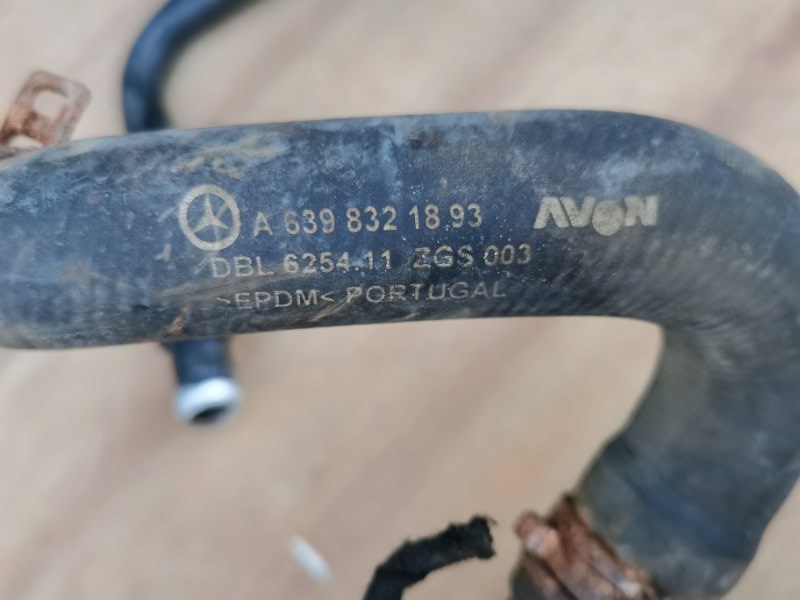 A 639 832 18 93 AVON
DBL 6254.11 ZGS 003
>EPDM< PORTUGAL